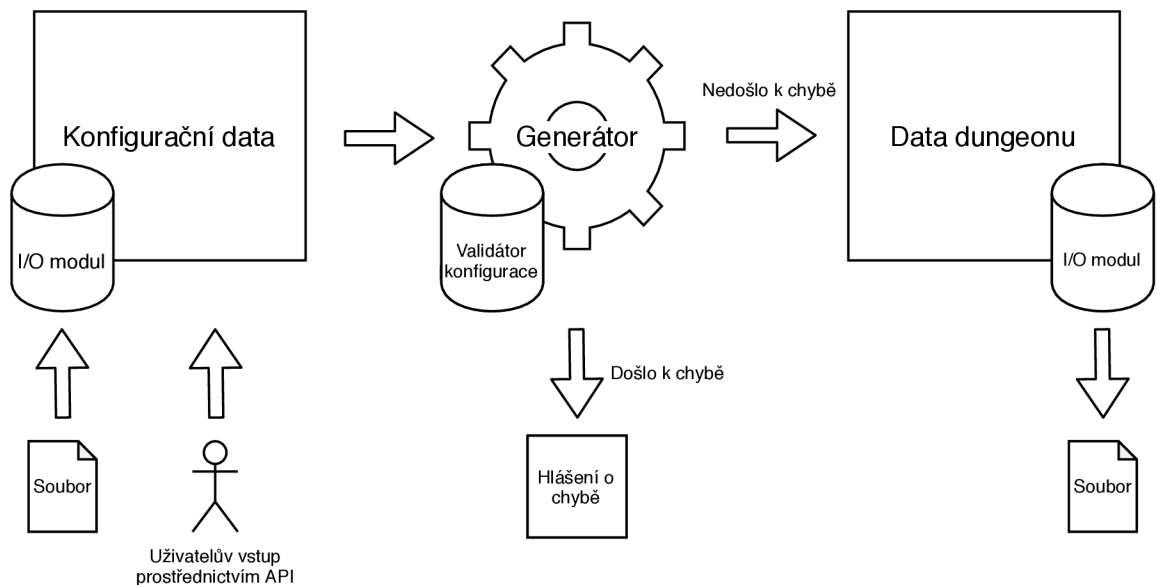 Konfigurační data
I/O modul
Soubor
Uživatelův vstup
prostřednictvím API
Generátor
Validátor
konfigurace
Nedošlo k chybě
Došlo k chybě
Hlášení o
chybě
Data dungeonu
I/O modul
Soubor